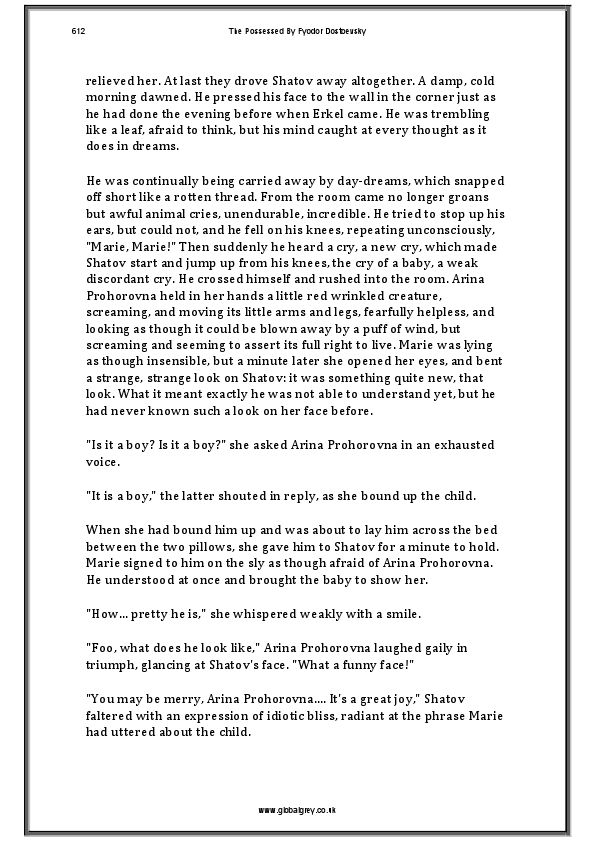 612
The Possessed By Fyodor Dostoevsky
relieved her. At last they drove Shatov away altogether. A damp, cold
morning dawned. He pressed his face to the wall in the corner just as
he had done the evening before when Erkel came. He was trembling
like a leaf, afraid to think, but his mind caught at every thought as it
does in dreams.
He was continually being carried away by day-dreams, which snapped
off short like a rotten thread. From the room came no longer groans
but awful animal cries, unendurable, incredible. He tried to stop up his
ears, but could not, and he fell on his knees, repeating unconsciously,
"Marie, Marie!" Then suddenly he heard a cry, a new cry, which made
Shatov start and jump up from his knees, the cry of a baby, a weak
discordant cry. He crossed himself and rushed into the room. Arina
Prohorovna held in her hands a little red wrinkled creature,
screaming, and moving its little arms and legs, fearfully helpless, and
looking as though it could be blown away by a puff of wind, but
screaming and seeming to assert its full right to live. Marie was lying
as though insensible, but a minute later she opened her eyes, and bent
a strange, strange look on Shatov: it was something quite new, that
look. What it meant exactly he was not able to understand yet, but he
had never known such a look on her face before.
"Is it a boy? Is it a boy?" she asked Arina Prohorovna in an exhausted
voice.
"It is a boy," the latter shouted in reply, as she bound up the child.
When she had bound him up and was about to lay him across the bed
between the two pillows, she gave him to Shatov for a minute to hold.
Marie signed to him on the sly as though afraid of Arina Prohorovna.
He understood at once and brought the baby to show her.
"How... pretty he is," she whispered weakly with a smile.
"Foo, what does he look like," Arina Prohorovna laughed gaily in
triumph, glancing at Shatov's face. "What a funny face!"
"You may be merry, Arina Prohorovna.... It's a great joy," Shatov
faltered with an expression of idiotic bliss, radiant at the phrase Marie
had uttered about the child.
www.globalgrey.co.uk